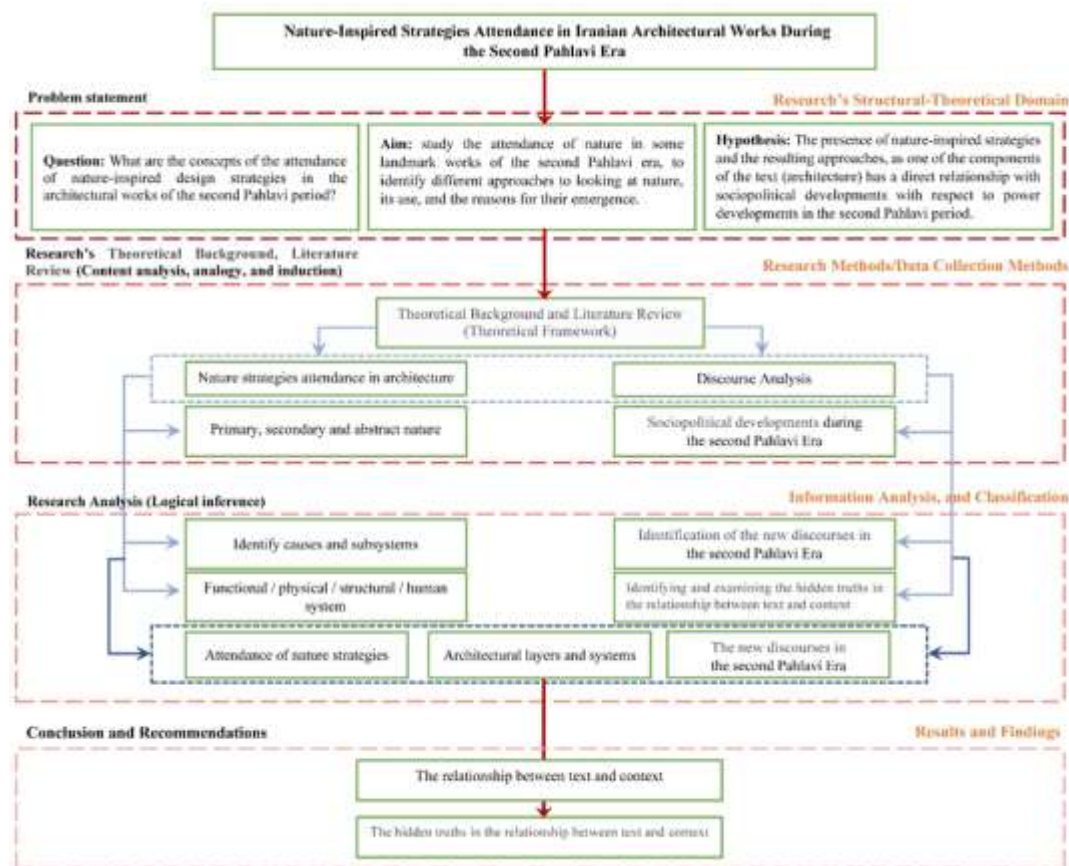 Nature-Inspired Strategies Attendance in Iranian Architectural Works During
the Second Pahlavi Era
Problem statement
Research's Structural-Theoretical Domain
Question: What are the concepts of the attendance
of nature-inspired design strategies in the
architectural works of the second Pahlavi period?
Aim: study the attendance of nature in some
landmark works of the second Pahlavi era, to
identify different approaches to looking at nature,
its use, and the reasons for their emergence.
Hypothesis: The presence of nature-inspired strategies
and the resulting approaches, as one of the components
of the text (architecture) has a direct relationship with
sociopolitical developments with respect to power
developments in the second Pahlavi period.
Research's Theoretical Background, Literature
Review (Content analysis, analogy, and induction)
Research Methods/Data Collection Methods
Theoretical Background and Literature Review
(Theoretical Framework)
Nature strategies attendance in architecture
Discourse Analysis
Primary, secondary and abstract nature
Sociopolitical developments during
the second Pahlavi Era
Research Analysis (Logical inference)
Information Analysis, and Classification
Identify causes and subsystems
Identification of the new discourses in
the second Pahlavi Era
Functional / physical / structural / human
system
Identifying and examining the hidden truths in
the relationship between text and context
Attendance of nature strategies
Architectural layers and systems
The new discourses in
the second Pahlavi Era
Conclusion and Recommendations
Results and Findings
The relationship between text and context
The hidden truths in the relationship between text and context